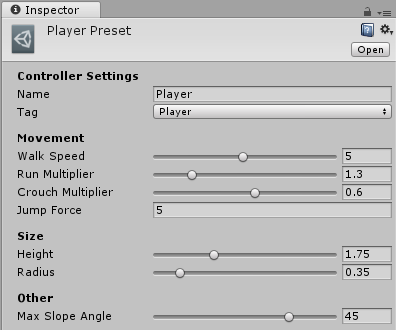 Inspector
Player Preset
Open
Controller Settings
Name Player
Tag Player
Movement
Walk Speed 5
Run Multiplier 1.3
Crouch Multiplier 0.6
Jump Force 5
Size
Height 1.75
Radius 0.35
Other
Max Slope Angle 45